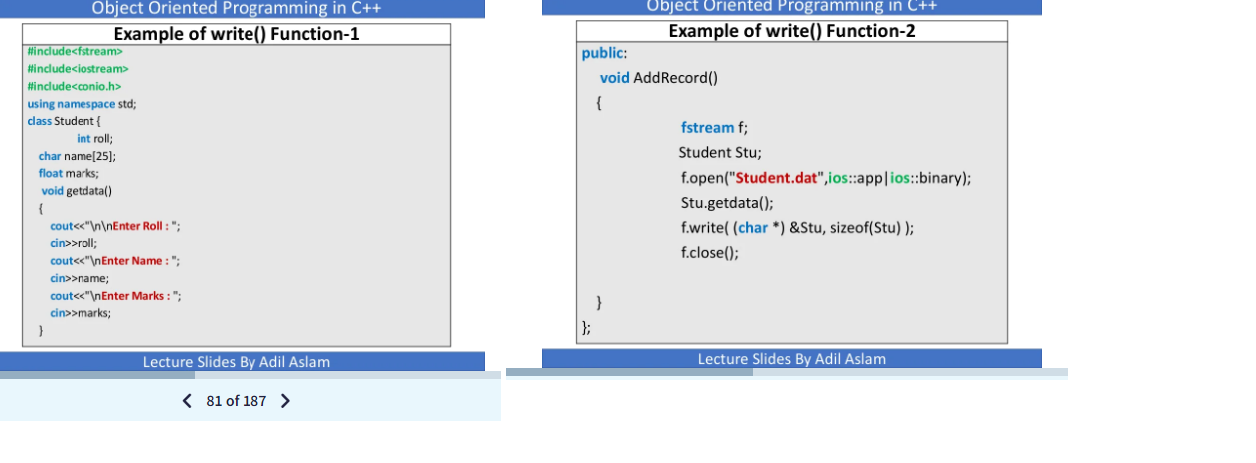 Object Oriented Programming in C++
Example of write() Function-1
#include<fstream>
#include<iostream>
#include<conio.h>
using namespace std;
class Student {
int roll;
char name[25];
float marks;
void getdata()
{
cout<<"\n\nEnter Roll : ";
cin>>roll;
cout<<"\nEnter Name : ";
cin>>name;
cout<<"\nEnter Marks : ";
cin>>marks;
}
Lecture Slides By Adil Aslam
81 of 187
Object Oriented Programming in C++
Example of write() Function-2
public:
void AddRecord()
{
fstream f;
Student Stu;
f.open("Student.dat",ios::app|ios::binary);
Stu.getdata();
f.write( (char *) &Stu, sizeof(Stu) );
f.close();
}
};
Lecture Slides By Adil Aslam